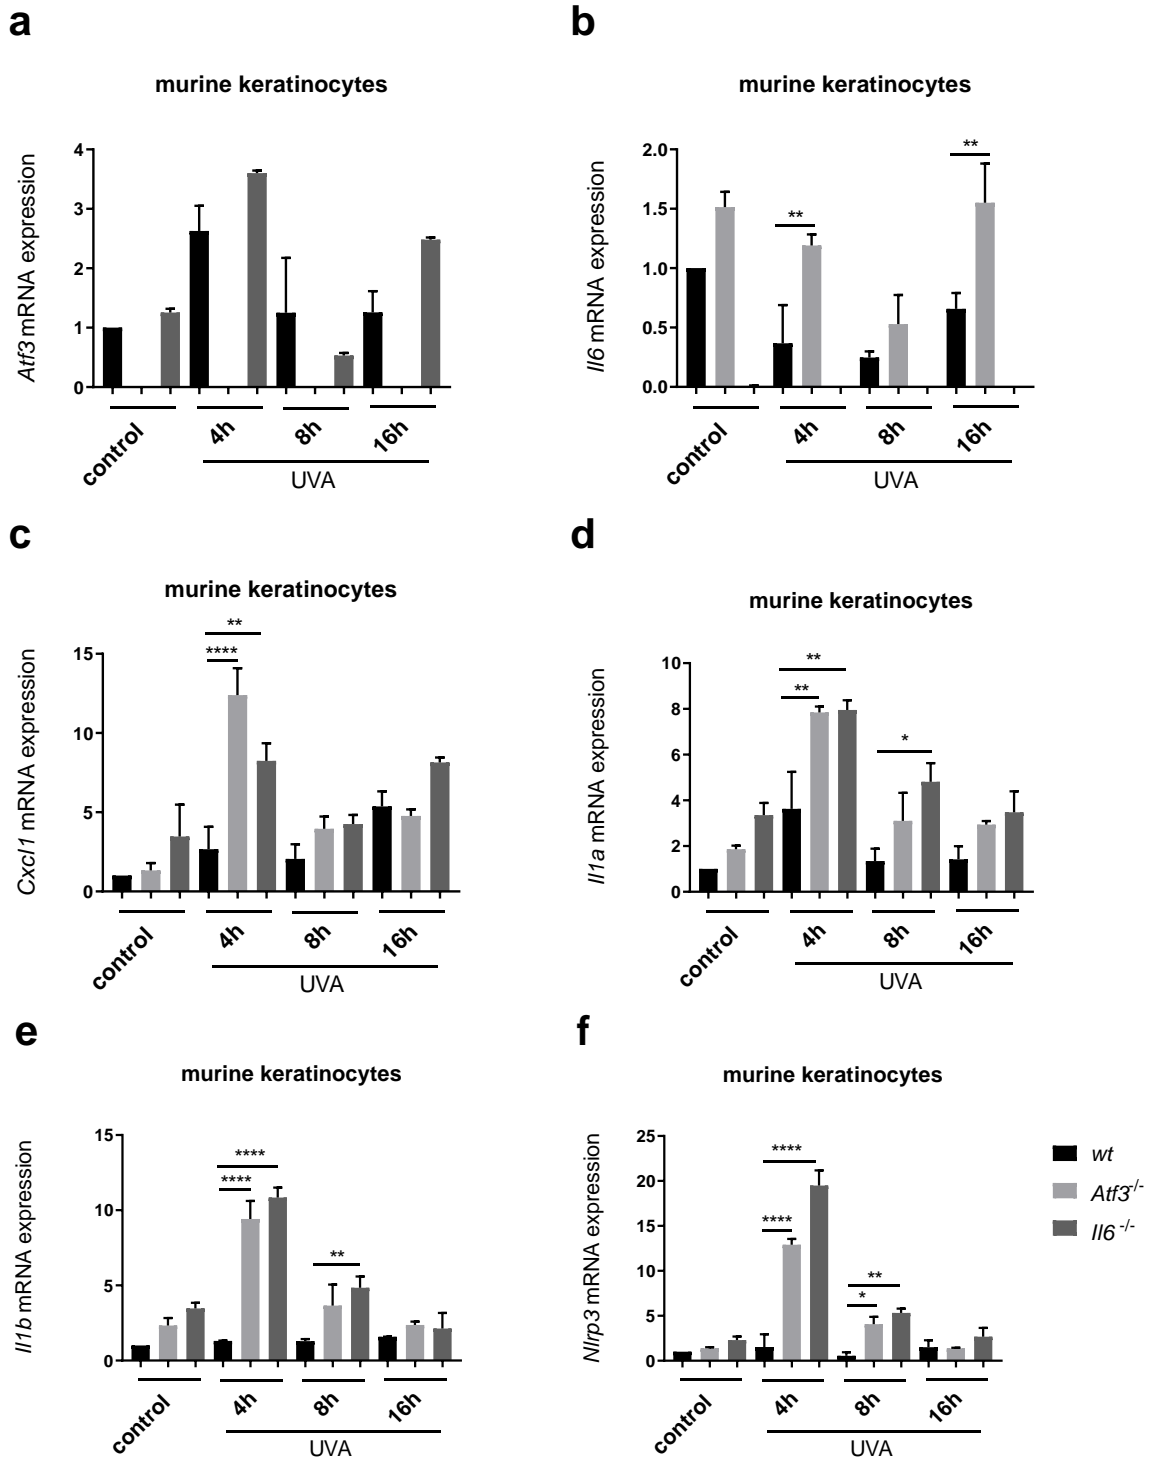 a
murine keratinocytes
Atf3 mRNA expression
4
3
2
1
0
control
4h
8h
16h
UVA
b
murine keratinocytes
Il6 mRNA expression
2.0
1.5
1.0
0.5
0.0
**
**
control
4h
8h
16h
UVA
c
murine keratinocytes
Cxcl1 mRNA expression
15
10
5
0
**
****
control
4h
8h
16h
UVA
d
murine keratinocytes
Il1a mRNA expression
10
8
6
4
2
0
**
**
*
control
4h
8h
16h
UVA
e
murine keratinocytes
Il1b mRNA expression
15
10
5
0
****
****
**
control
4h
8h
16h
UVA
f
murine keratinocytes
Nlrp3 mRNA expression
25
20
15
10
5
0
****
****
**
*
control
4h
8h
16h
UVA
wt
Atf3-/-
Il6 -/-